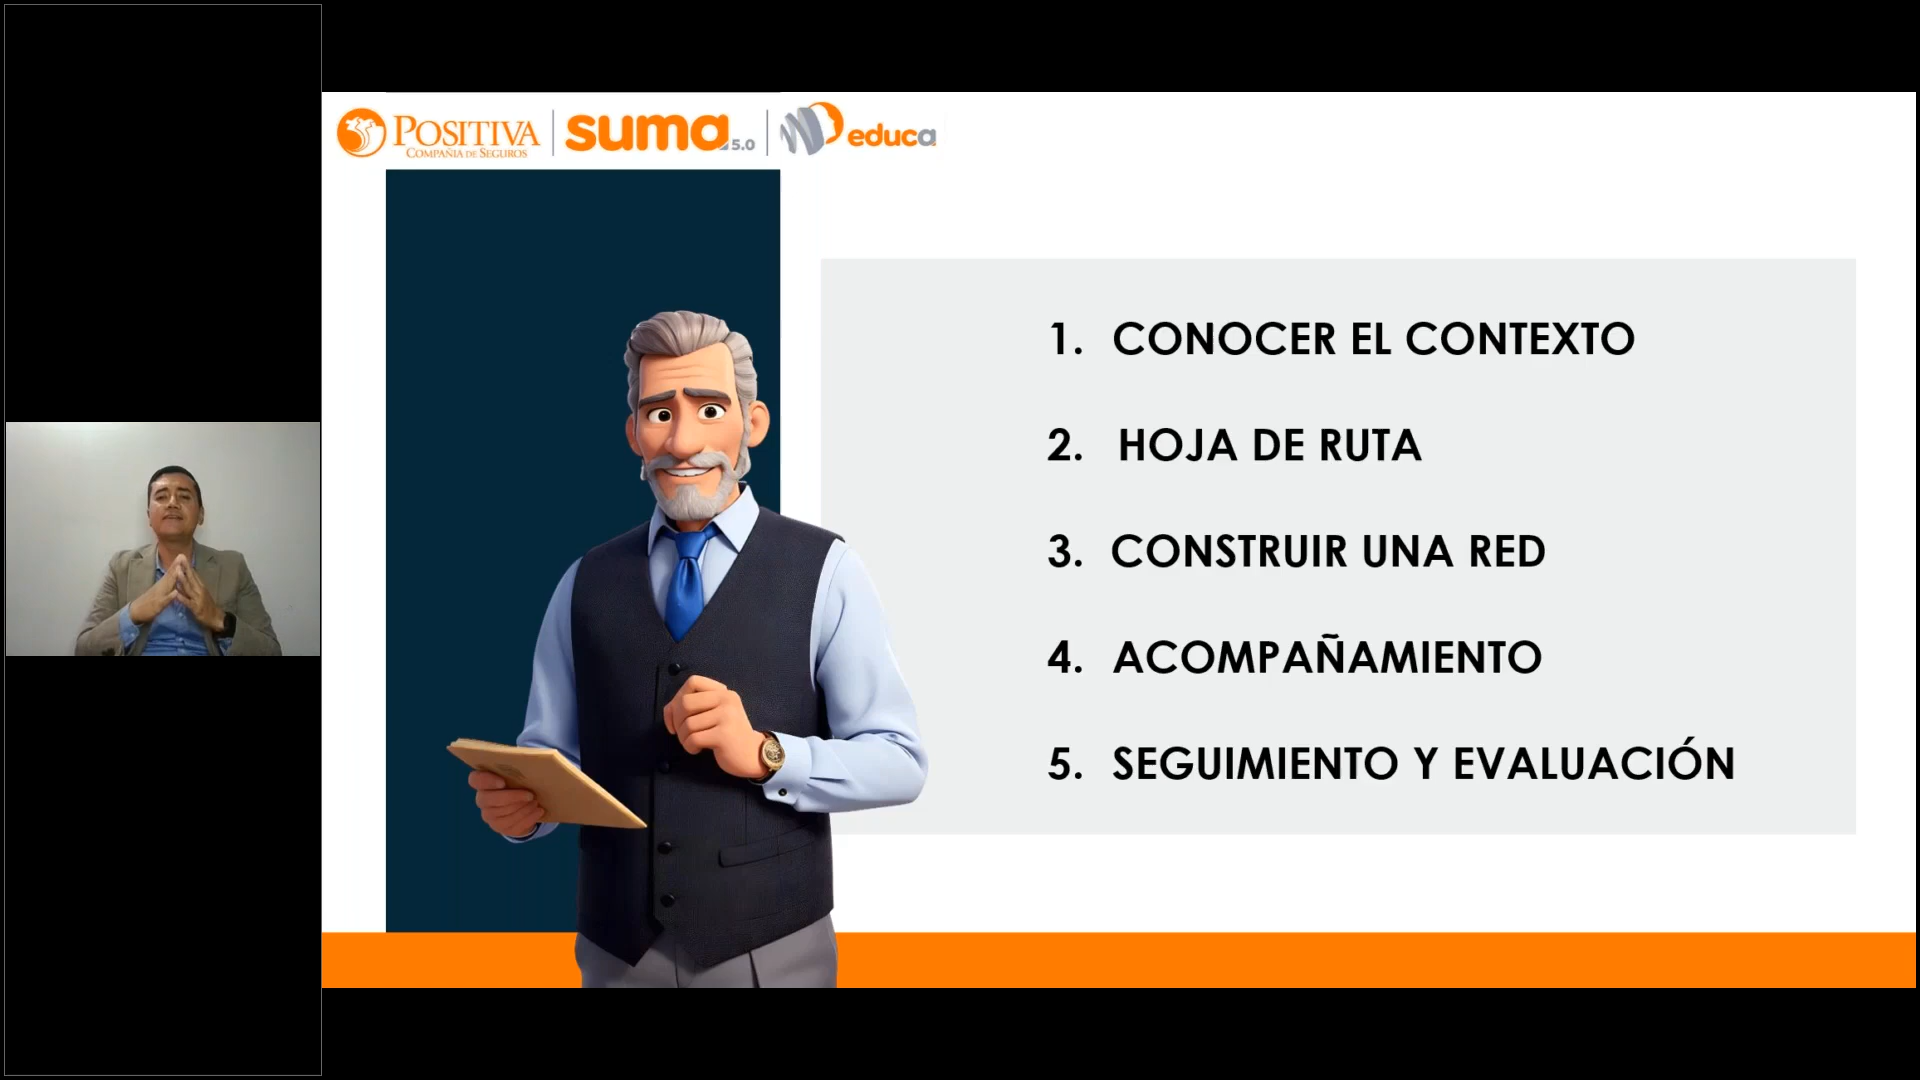 POSITIVA
COMPAÑIA DE SEGUROS
suma 5.0
educa
1. CONOCER EL CONTEXTO
2. HOJA DE RUTA
3. CONSTRUIR UNA RED
4. ACOMPAÑAMIENTO
5. SEGUIMIENTO Y EVALUACIÓN